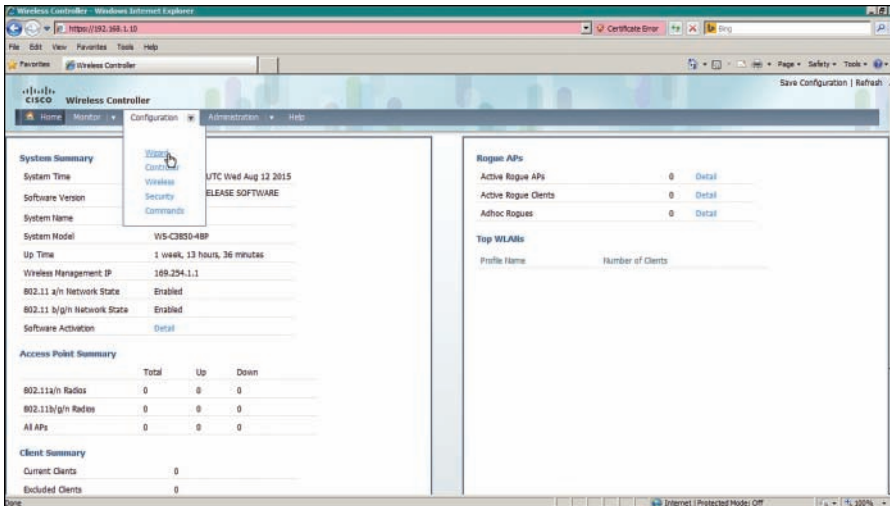 Wireless Controller - Windows Internet Explorer
https://192.168.1.10
Certificate Error
Bing
File Edit View Favorites Tools Help
Favorites Wireless Controller
Page Safety Tools
Save Configuration | Refresh
CISCO Wireless Controller
Home Monitor Configuration Administration Help
Wizard
Controller
Wireless
Security
Commands
System Summary
System Time UTC Wed Aug 12 2015
Software Version ELEASE SOFTWARE
System Name
System Model WS-C3850-48P
Up Time 1 week, 13 hours, 36 minutes
Wireless Management IP 169.254.1.1
802.11 a/n Network State Enabled
802.11 b/g/n Network State Enabled
Software Activation Detail
Access Point Summary
Total Up Down
802.11a/n Radios 0 0 0
802.11b/g/n Radios 0 0 0
All APs 0 0 0
Client Summary
Current Clients 0
Excluded Clients 0
Rogue APs
Active Rogue APs 0 Detail
Active Rogue Clients 0 Detail
Adhoc Rogues 0 Detail
Top WLANs
Profile Name Number of Clients
Done
Internet | Protected Mode: Off
100%